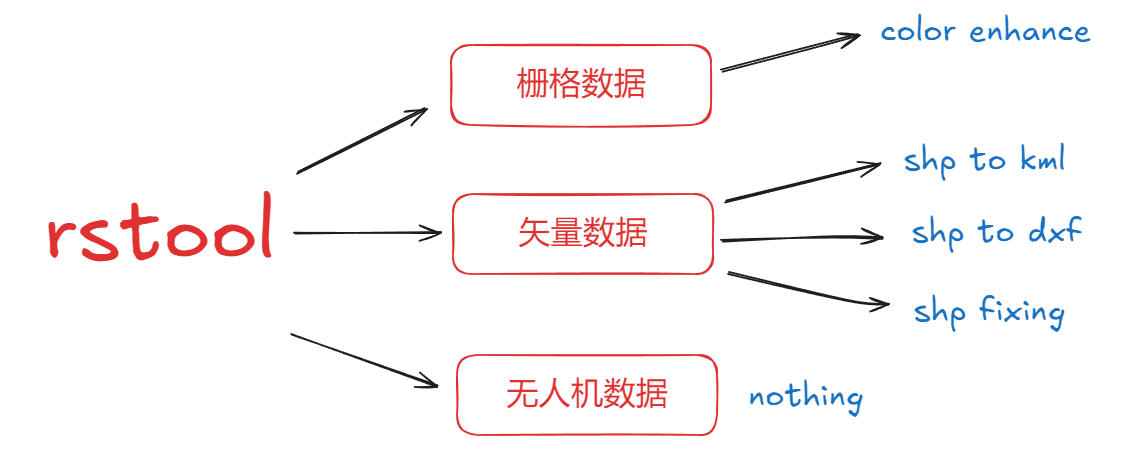 rstool
栅格数据
color enhance
矢量数据
shp to kml
shp to dxf
shp fixing
无人机数据
nothing